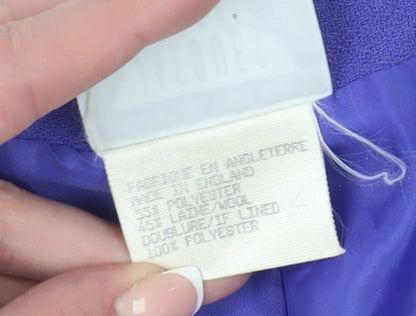 FABRIQUE EN ANGLETERRE
MADE IN ENGLAND
55% POLYESTER
45% LAINE/WOOL
DOUBLURE/IF LINED
100% POLYESTER